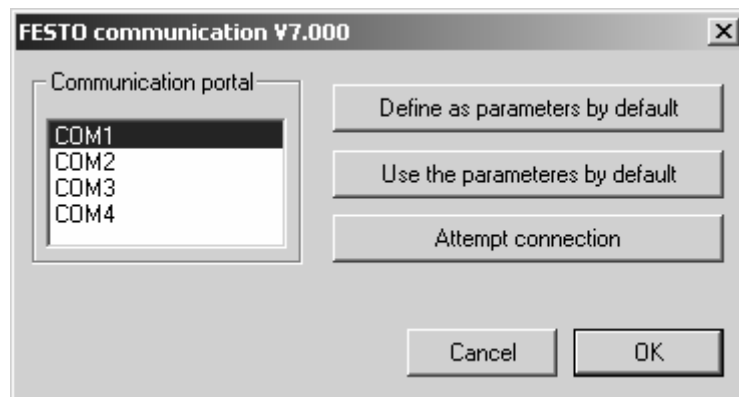 FESTO communication V7.000
Communication portal
COM1
COM2
COM3
COM4
Define as parameters by default
Use the parameteres by default
Attempt connection
Cancel
OK